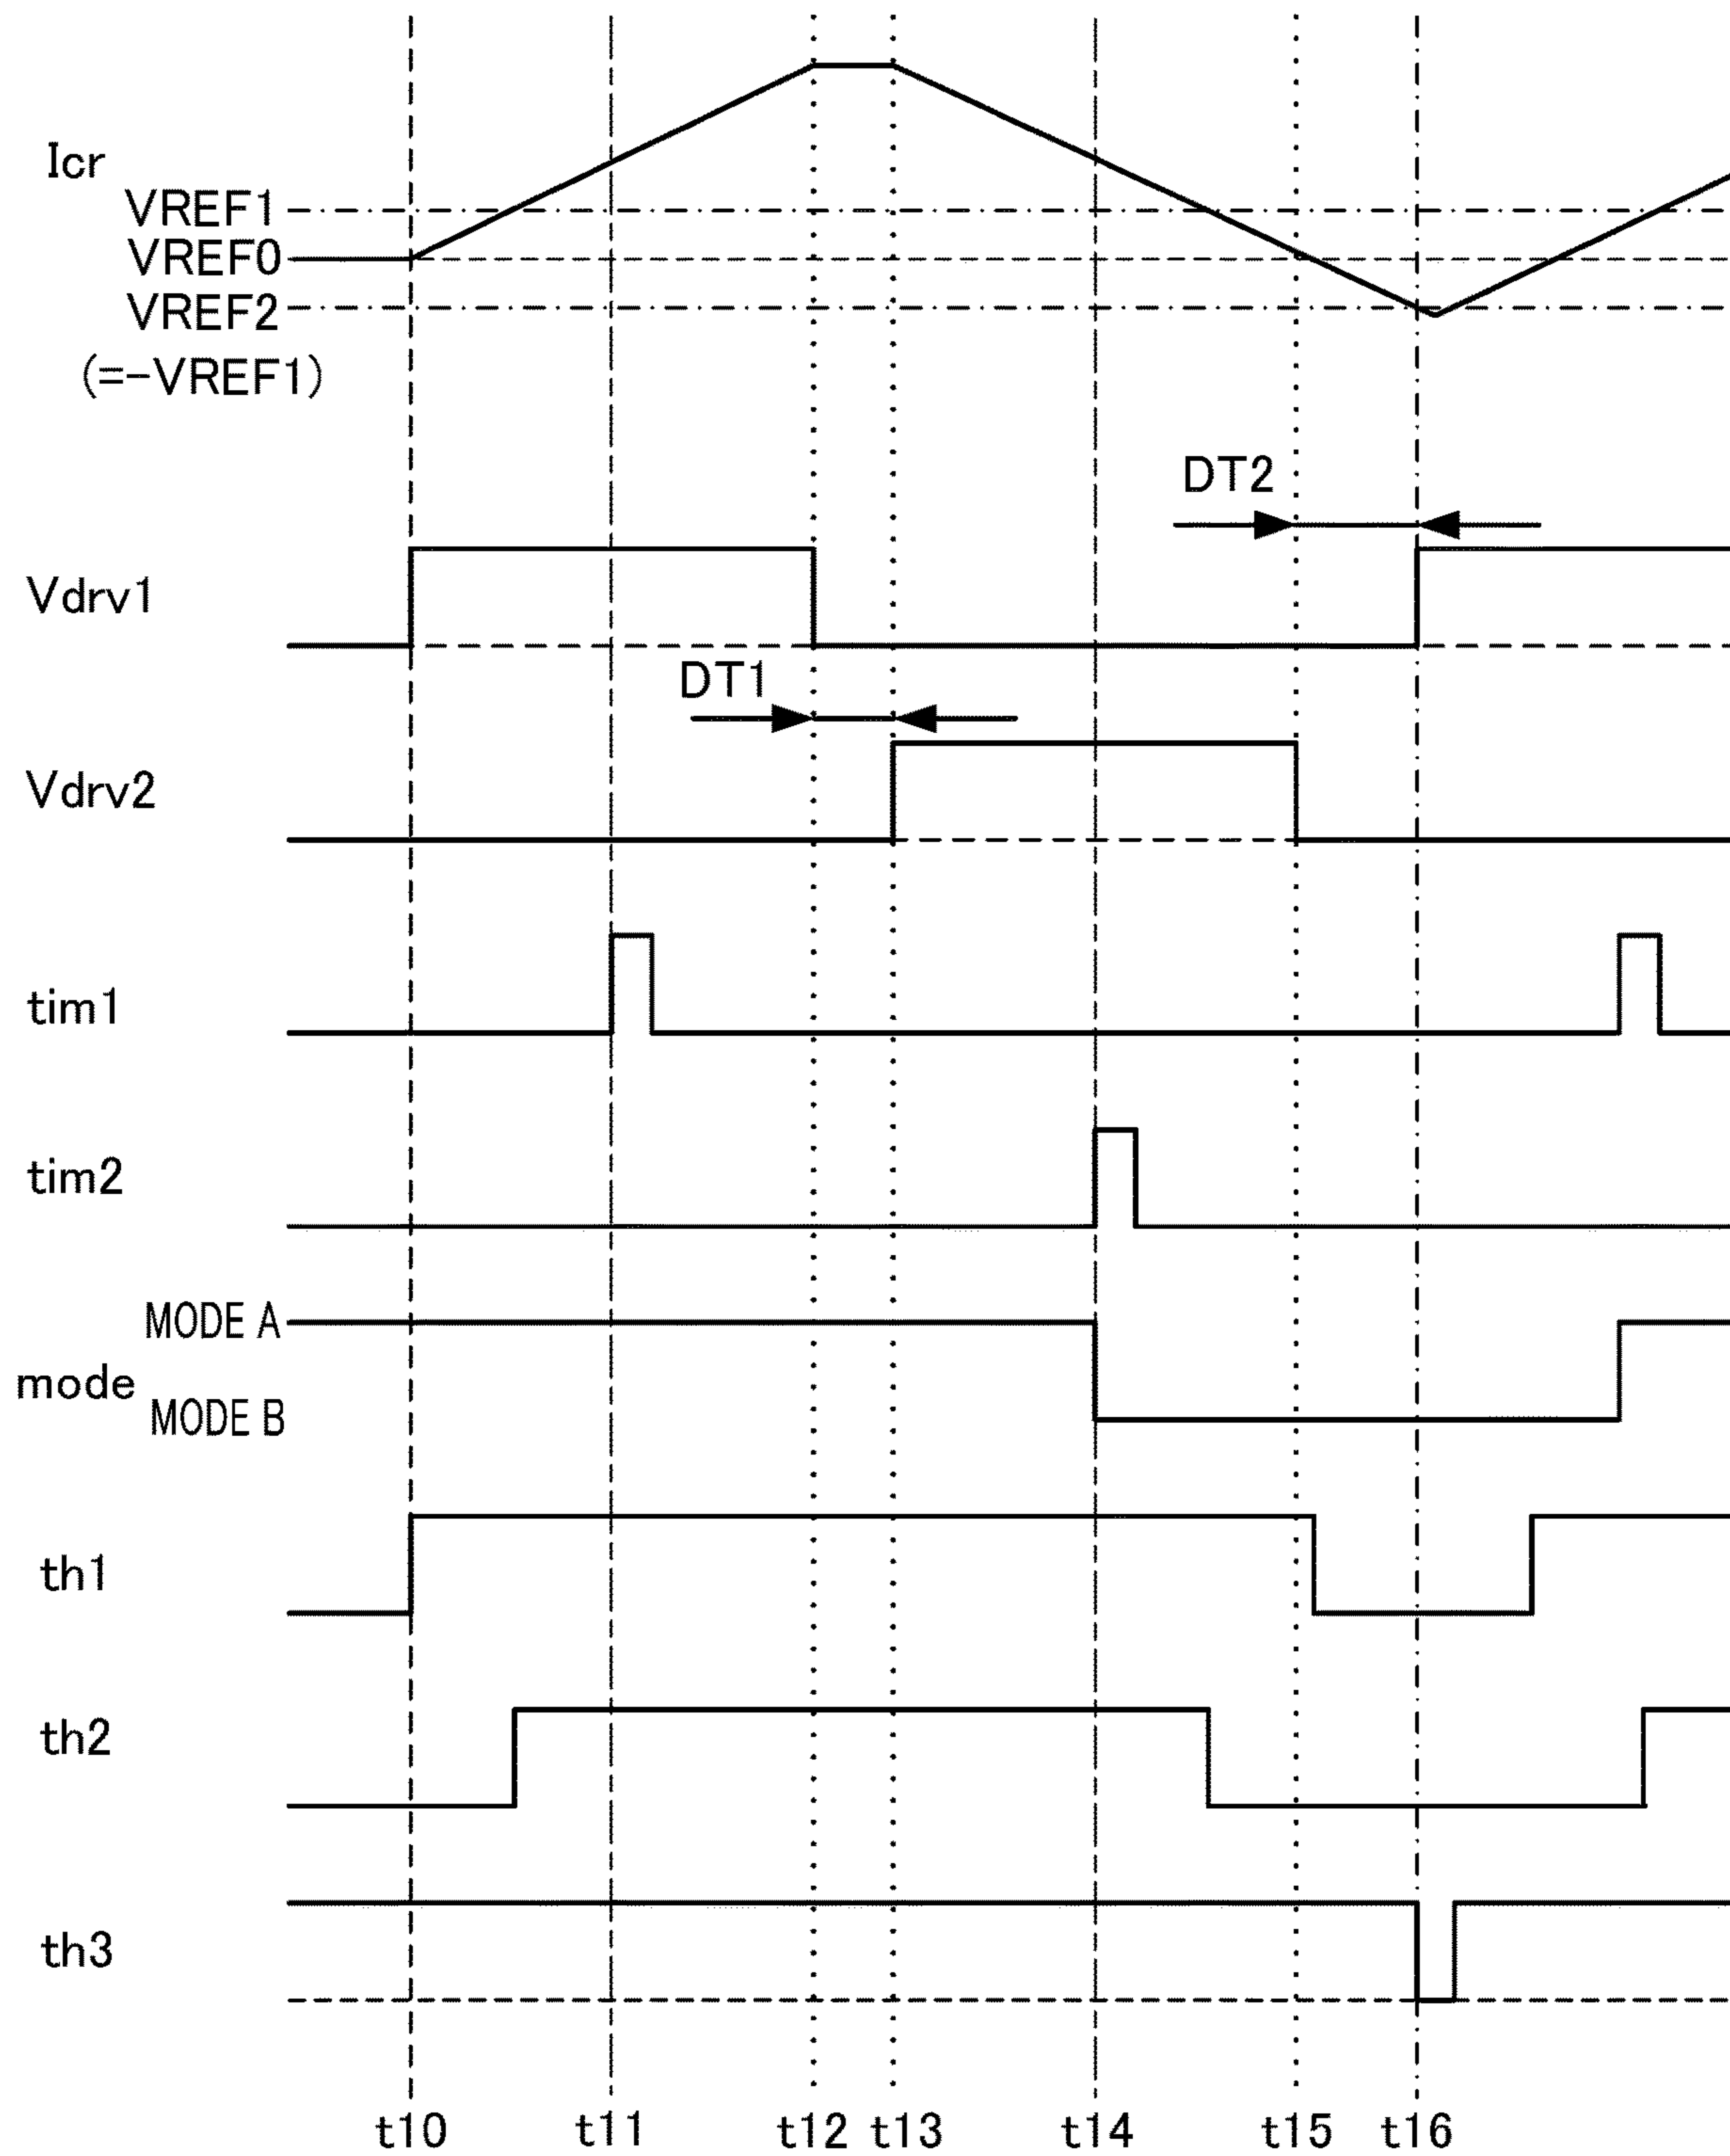 Icr
VREF1
VREF0
VREF2
(=-VREF1)
DT2
Vdrv1
DT1
Vdrv2
tim1
tim2
MODE A
mode
MODE B
th1
th2
th3
t10 t11 t12 t13 t14 t15 t16